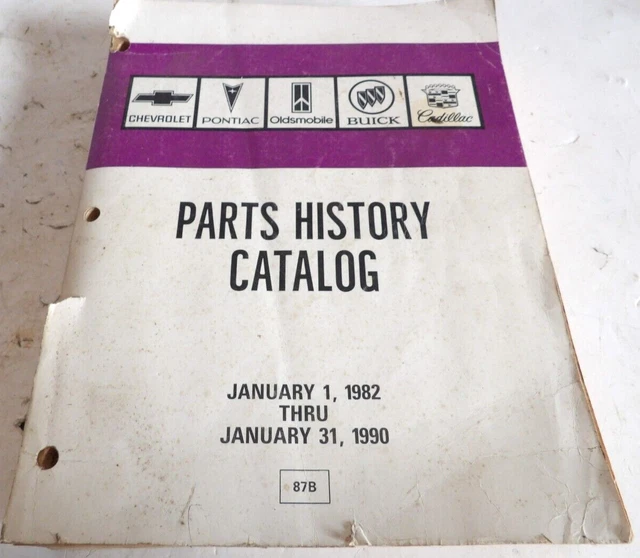 CHEVROLET PONTIAC Oldsmobile BUICK Cadillac
PARTS HISTORY
CATALOG
JANUARY 1, 1982
THRU
JANUARY 31, 1990
87B